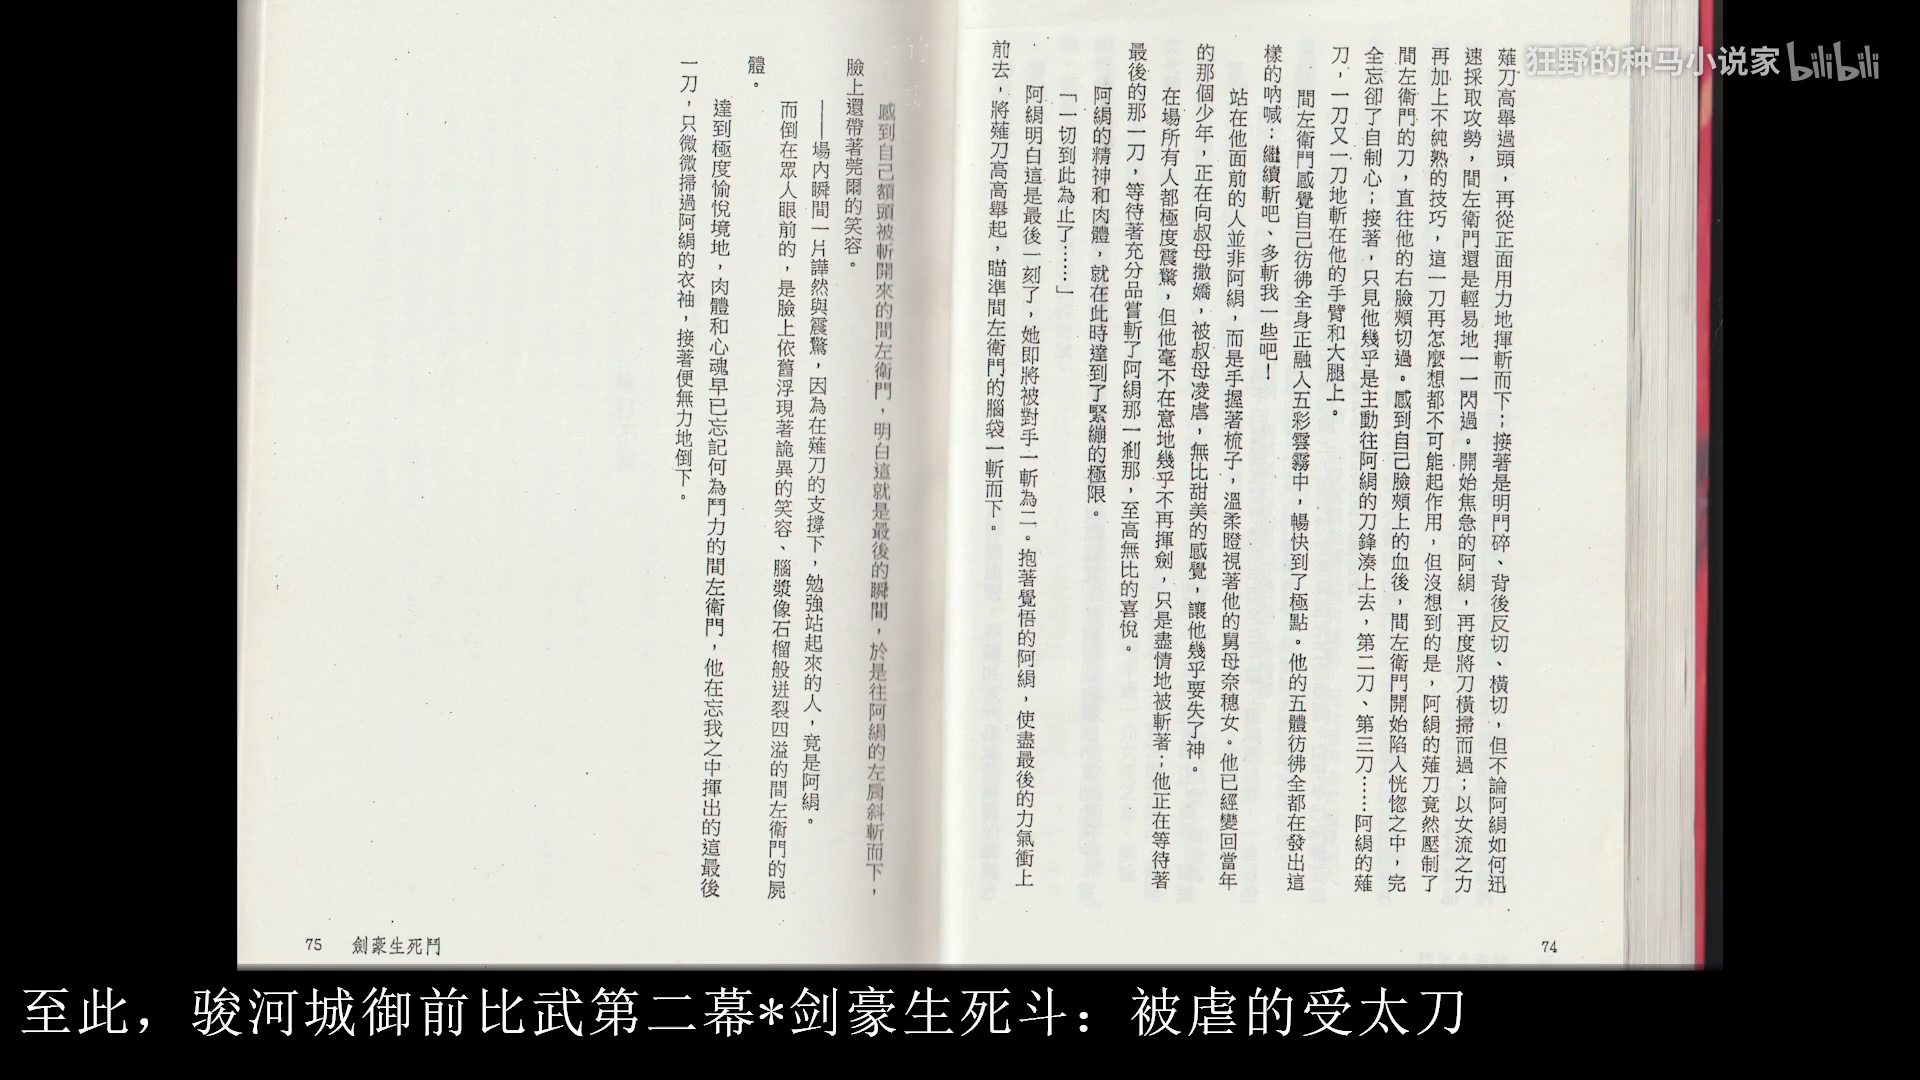 狂野的种马小说家 bilibili
薙刀高舉過頭，再從正面用力地揮斬而下；接著是明門碎、背後反切、橫切，但不論阿絹如何迅
速採取攻勢，間左衛門還是輕易地一一閃過。開始焦急的阿絹，再度將刀橫掃而過；以女流之力
再加上不純熟的技巧，這一刀再怎麼想都不可能起作用，但沒想到的是，阿絹的薙刀竟然壓制了
間左衛門的刀，直往他的右臉頰切過。感到自己臉頰上的血後，間左衛門開始陷入恍惚之中，完
全忘卻了自制心；接著，只見他幾乎是主動往阿絹的刀鋒湊上去，第二刀、第三刀……阿絹的薙
刀，一刀又一刀地斬在他的手臂和大腿上。
間左衛門感覺自己彷彿全身正融入五彩雲霧中，暢快到了極點。他的五體彷彿全都在發出這
樣的吶喊：繼續斬吧、多斬我一些吧！
站在他面前的人並非阿絹，而是手握著梳子，溫柔瞪視著他的舅母奈穗女。他已經變回當年
的那個少年，正在向叔母撒嬌，被叔母凌虐，無比甜美的感覺，讓他幾乎要失了神。
在場所有人都極度震驚，但他毫不在意地幾乎不再揮劍，只是盡情地被斬著；他正在等待著
最後的那一刀，等待著充分品嘗斬了阿絹那一剎那，至高無比的喜悅。
阿絹的精神和肉體，就在此時達到了緊繃的極限。
「一切到此為止了……」
阿絹明白這是最後一刻了，她即將被對手一斬為二。抱著覺悟的阿絹，使盡最後的力氣衝上
前去，將薙刀高高舉起，瞄準間左衛門的腦袋一斬而下。
74
感到自己額頭被斬開來的間左衛門，明白這就是最後的瞬間，於是往阿絹的左肩斜斬而下，
臉上還帶著莞爾的笑容。
——場內瞬間一片譁然與震驚，因為在薙刀的支撐下，勉強站起來的人，竟是阿絹。
而倒在眾人眼前的，是臉上依舊浮現著詭異的笑容、腦漿像石榴般迸裂四溢的間左衛門的屍
體。
達到極度愉悅境地，肉體和心魂早已忘記何為鬥力的間左衛門，他在忘我之中揮出的這最後
一刀，只微微掃過阿絹的衣袖，接著便無力地倒下。
75 劍豪生死鬥
至此，骏河城御前比武第二幕*剑豪生死斗：被虐的受太刀